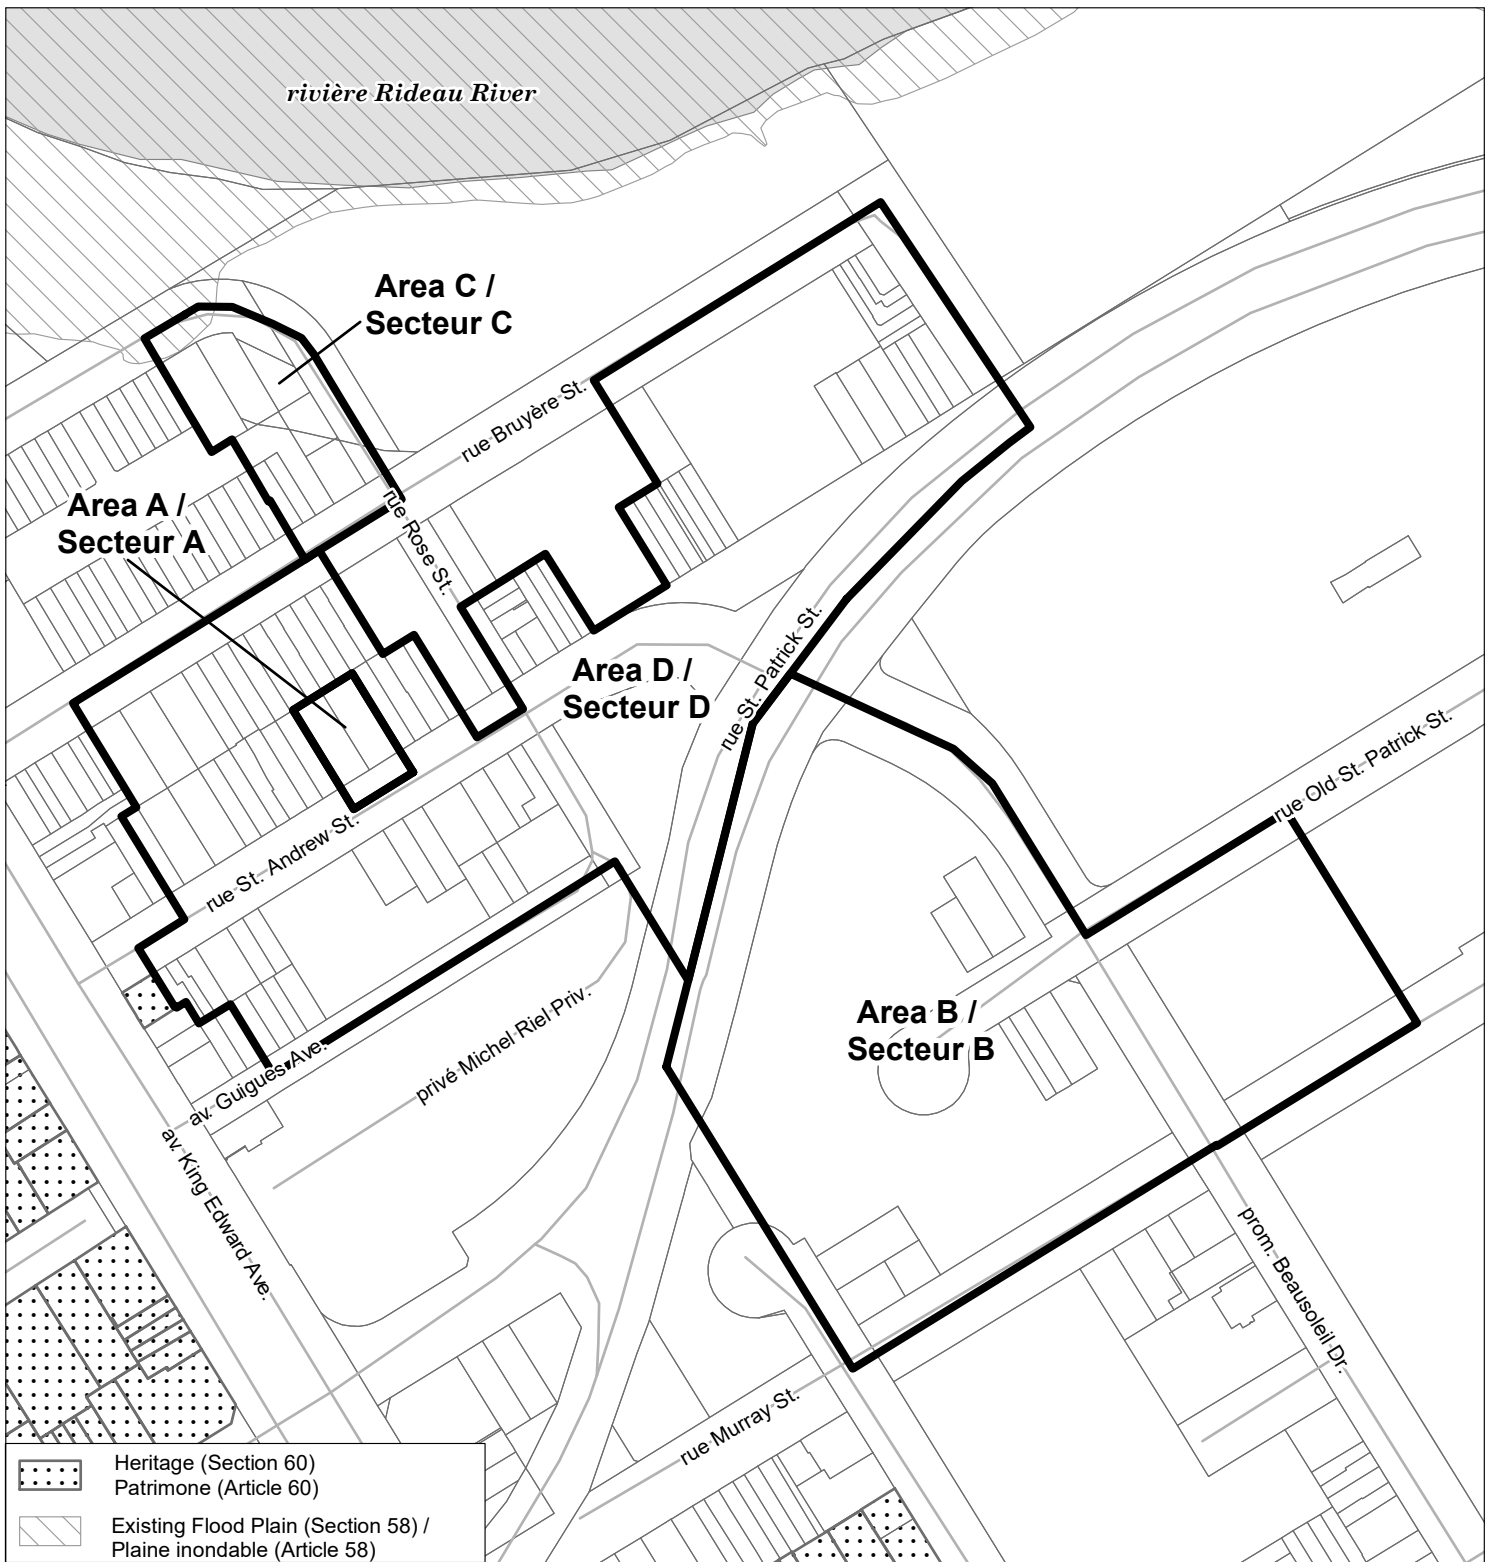 rivière Rideau River
Area C /
Secteur C
rue Bruyère St.
Area A /
Secteur A
rue Rose St.
Area D /
Secteur D
rue St. Patrick St.
rue Old St. Patrick St.
rue St. Andrew St.
Area B /
Secteur B
privé Michel Riel Priv.
av. Guigues Ave.
av. King Edward Ave.
prom. Beausoleil Dr.
rue Murray St.
Heritage (Section 60)
Patrimone (Article 60)
Existing Flood Plain (Section 58) /
Plaine inondable (Article 58)